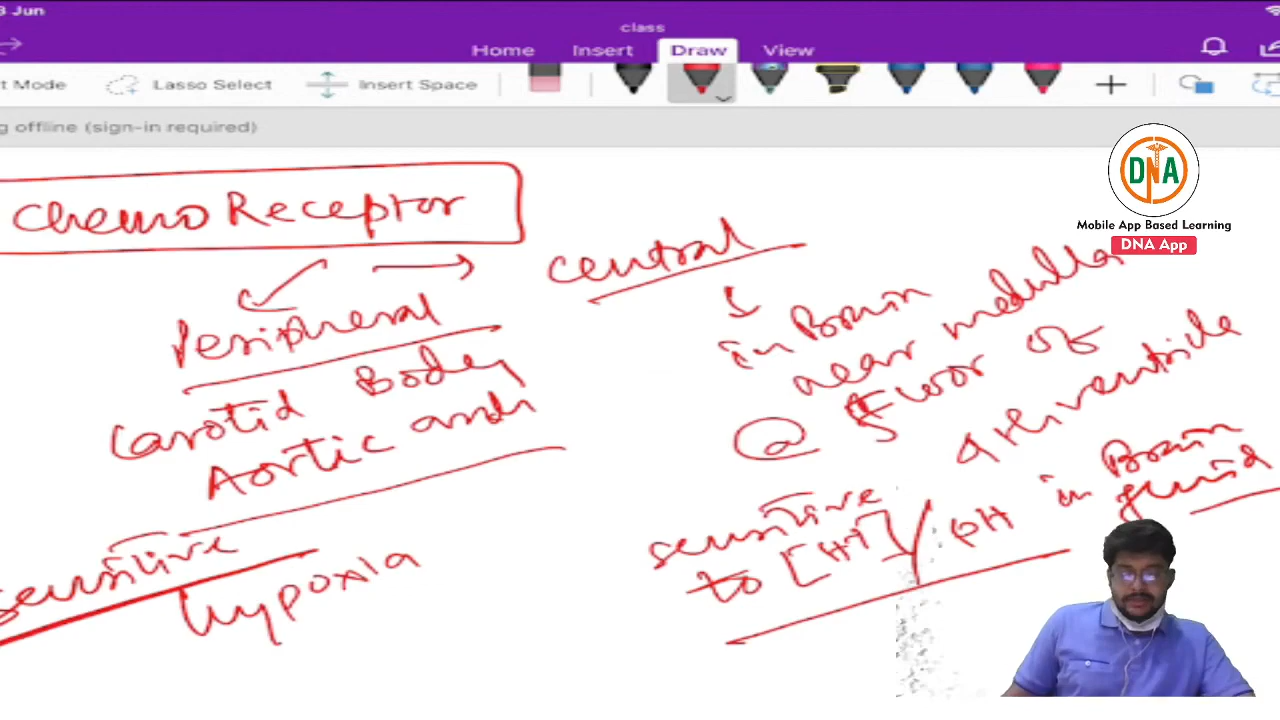 3 Jun
class
Home Insert Draw View
t Mode Lasso Select Insert Space
g offline (sign-in required)
DNA
Mobile App Based Learning
DNA App
Chemo Receptor
Peripheral
Carotid Body
Aortic
sensitive
hypoxia
central
in Brain
near medulla
@ Floor of
4th ventricle
sensitive
to [H+] / pH in Brain
fluid